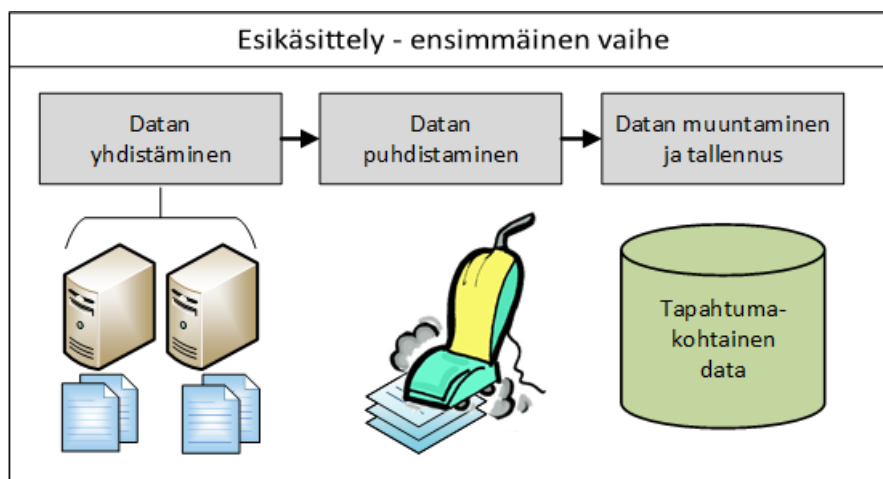 Esikäsittely - ensimmäinen vaihe
Datan
yhdistäminen
Datan
puhdistaminen
Datan muuntaminen
ja tallennus
Tapahtuma-
kohtainen
data